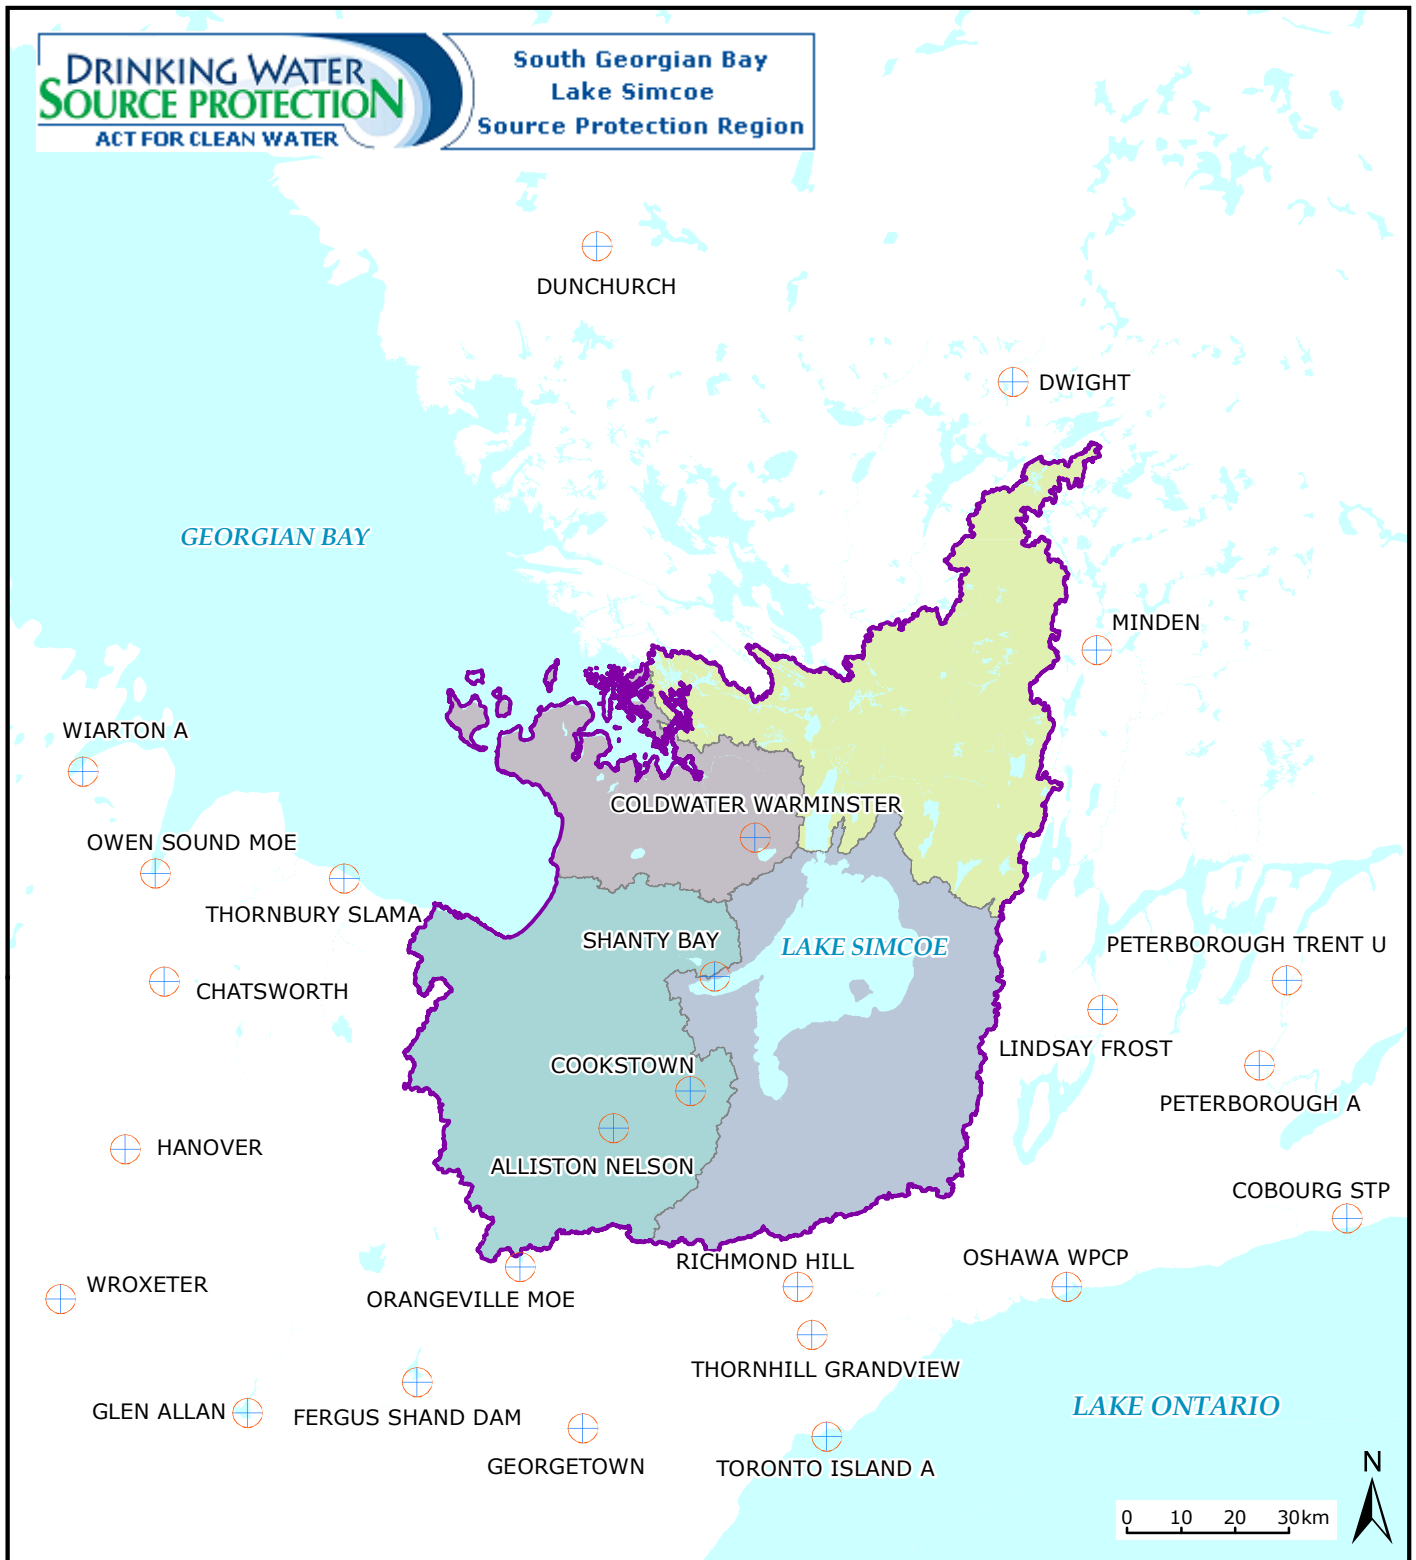 DRINKING WATER
SOURCE PROTECTION
ACT FOR CLEAN WATER
South Georgian Bay
Lake Simcoe
Source Protection Region
DUNCHURCH
DWIGHT
GEORGIAN BAY
MINDEN
WIARTON A
COLDWATER WARMINSTER
OWEN SOUND MOE
THORNBURY SLAMA
SHANTY BAY
LAKE SIMCOE
PETERBOROUGH TRENT U
CHATSWORTH
LINDSAY FROST
COOKSTOWN
PETERBOROUGH A
HANOVER
ALLISTON NELSON
COBOURG STP
RICHMOND HILL
OSHAWA WPCP
WROXETER
ORANGEVILLE MOE
THORNHILL GRANDVIEW
GLEN ALLAN
FERGUS SHAND DAM
LAKE ONTARIO
GEORGETOWN
TORONTO ISLAND A
N
0 10 20 30km